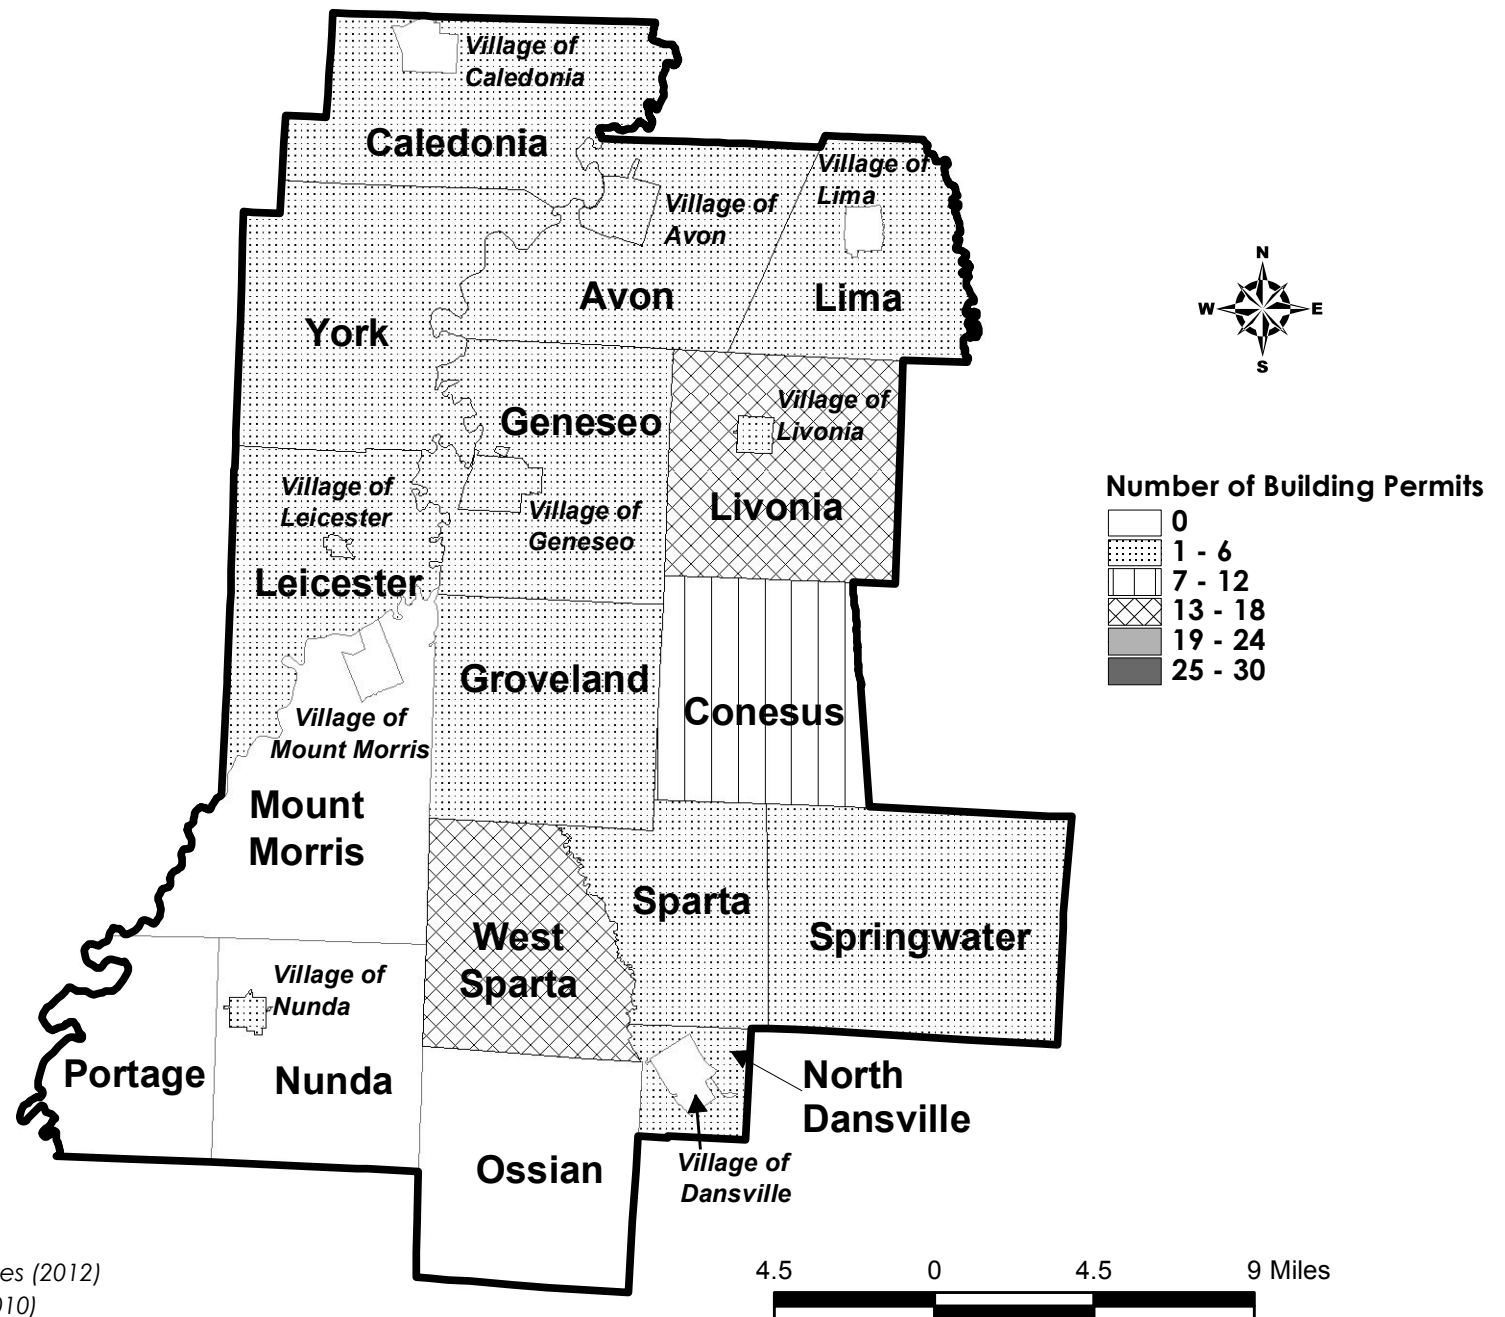 Village of
Caledonia
Caledonia
Village of
Lima
Village of
Avon
Avon
Lima
York
Village of
Livonia
Geneseo
Livonia
Village of
Leicester
Village of
Geneseo
Leicester
Groveland
Conesus
Village of
Mount Morris
Mount
Morris
Sparta
West
Sparta
Springwater
Village of
Nunda
Portage
Nunda
North
Dansville
Village of
Dansville
Ossian
N
W
E
S
Number of Building Permits
0
1 - 6
7 - 12
13 - 18
19 - 24
25 - 30
(2012)
4.5 0 4.5 9 Miles